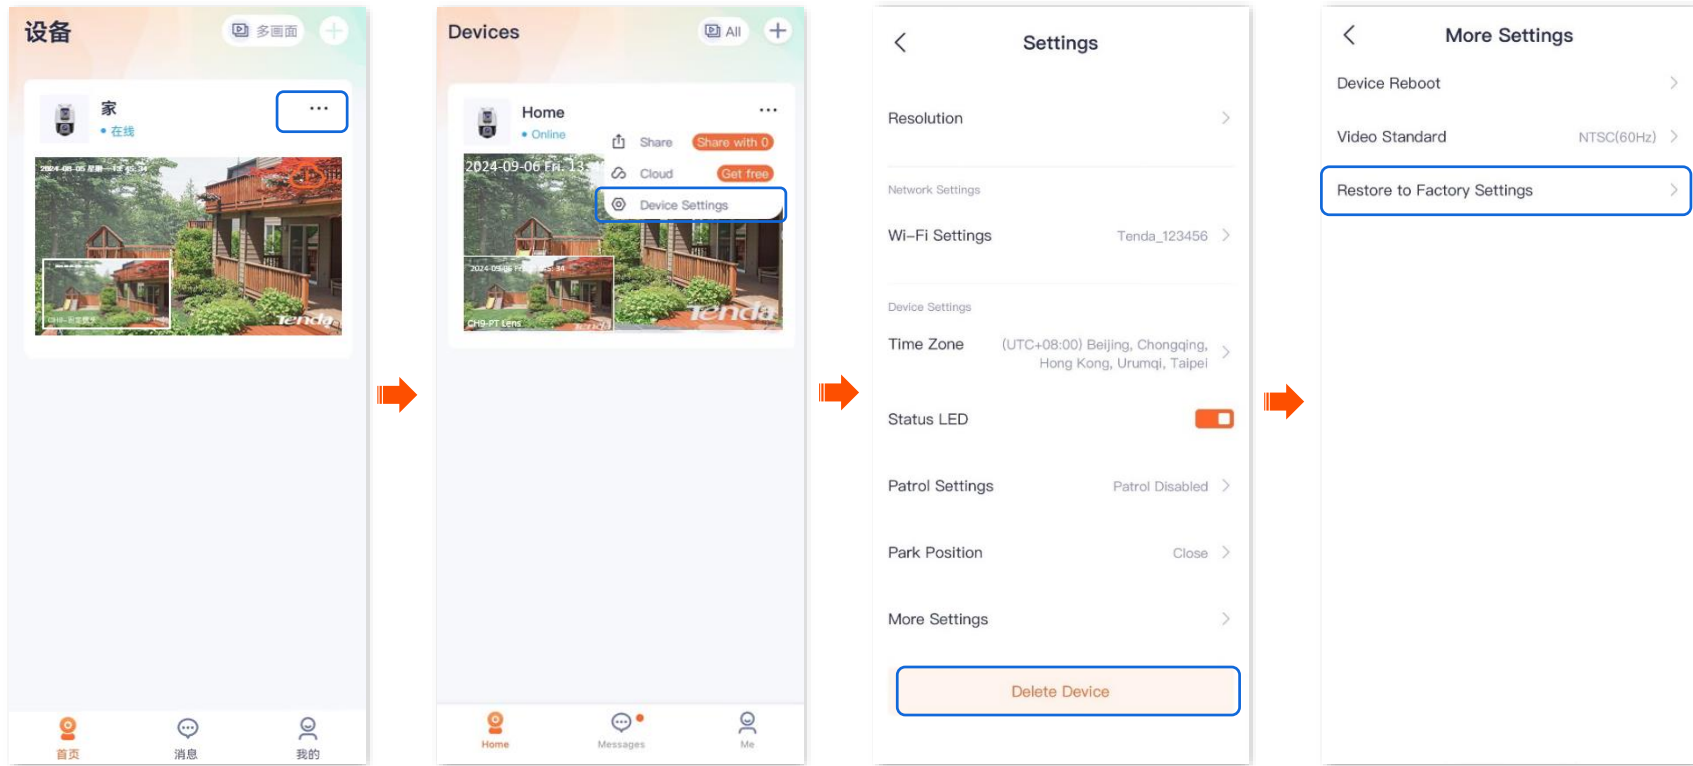 设备
多画面
家
在线
首页
消息
我的
Devices
All
Home
Online
Share
Share with 0
Cloud
Get free
Device Settings
2024-09-06 Fri. 13:
CH9-PT Lens
Tenda
Home
Messages
Me
Settings
Resolution
Network Settings
Wi-Fi Settings
Tenda_123456
Device Settings
Time Zone
(UTC+08:00) Beijing, Chongqing,
Hong Kong, Urumqi, Taipei
Status LED
Patrol Settings
Patrol Disabled
Park Position
Close
More Settings
Delete Device
More Settings
Device Reboot
Video Standard
NTSC(60Hz)
Restore to Factory Settings